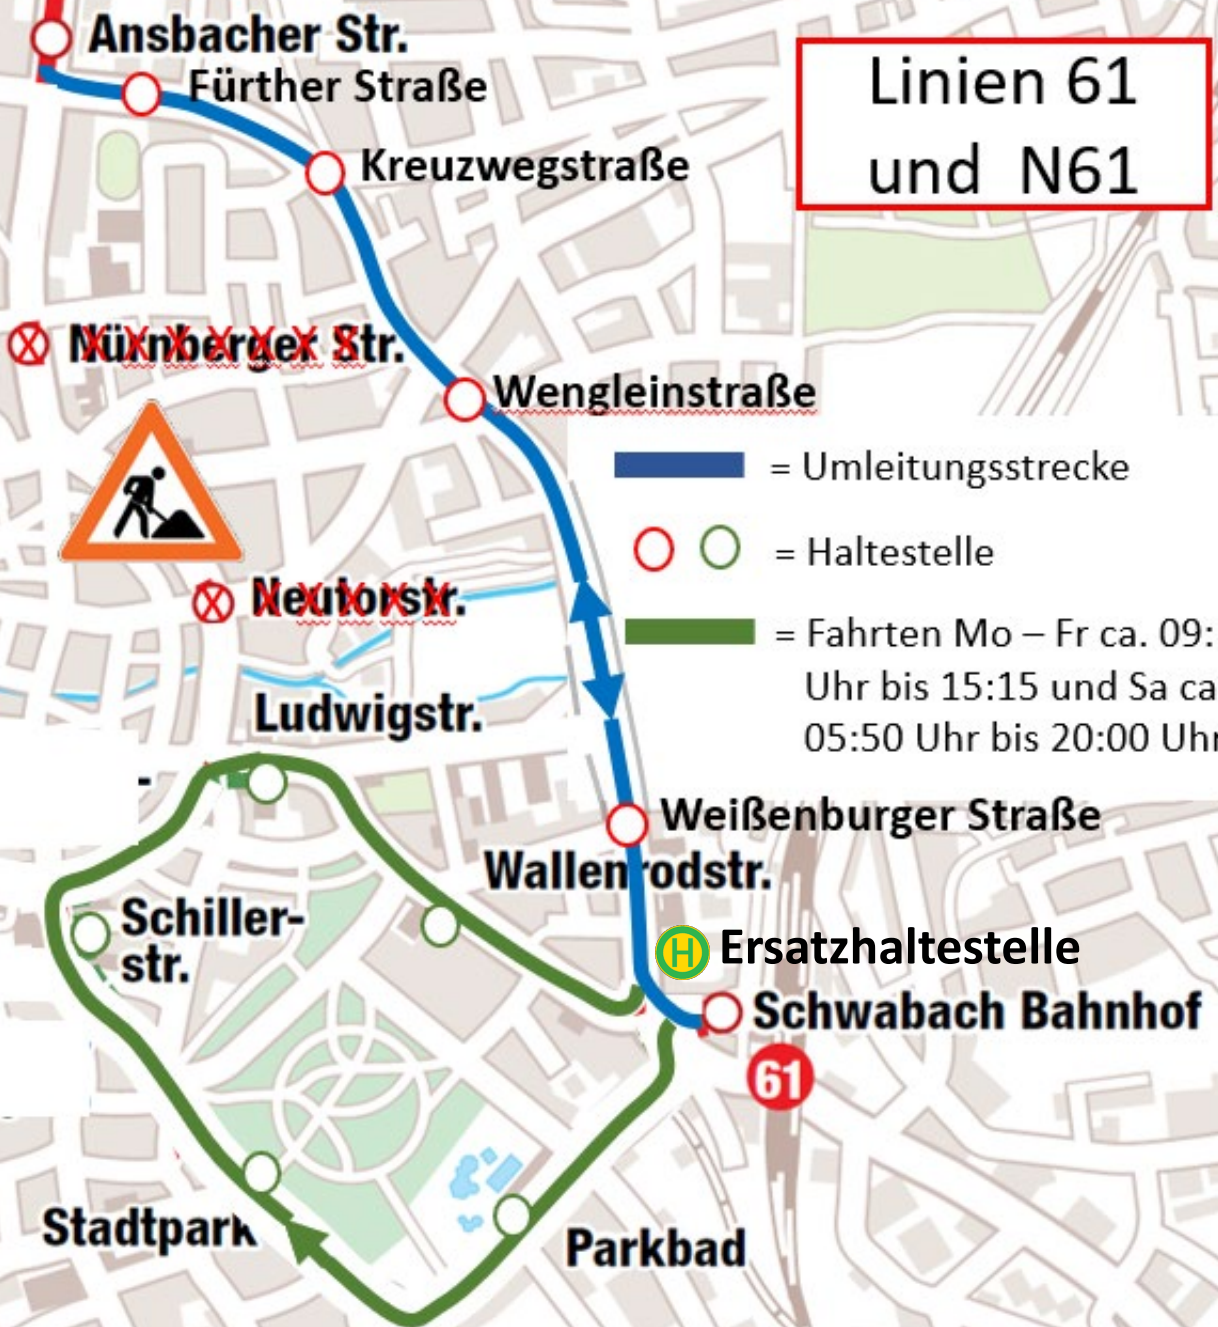 Ansbacher Str.
Fürther Straße
Linien 61
und N61
Kreuzwegstraße
X Nürnberger Str.
X X X X X X X
Wengleinstraße
= Umleitungsstrecke
= Haltestelle
X Neutorstr.
X X X X X
= Fahrten Mo – Fr ca. 09:
Uhr bis 15:15 und Sa ca
05:50 Uhr bis 20:00 Uhr
Ludwigstr.
-
Weißenburger Straße
Wallenrodstr.
Schiller-
str.
H Ersatzhaltestelle
Schwabach Bahnhof
61
Stadtpark
Parkbad